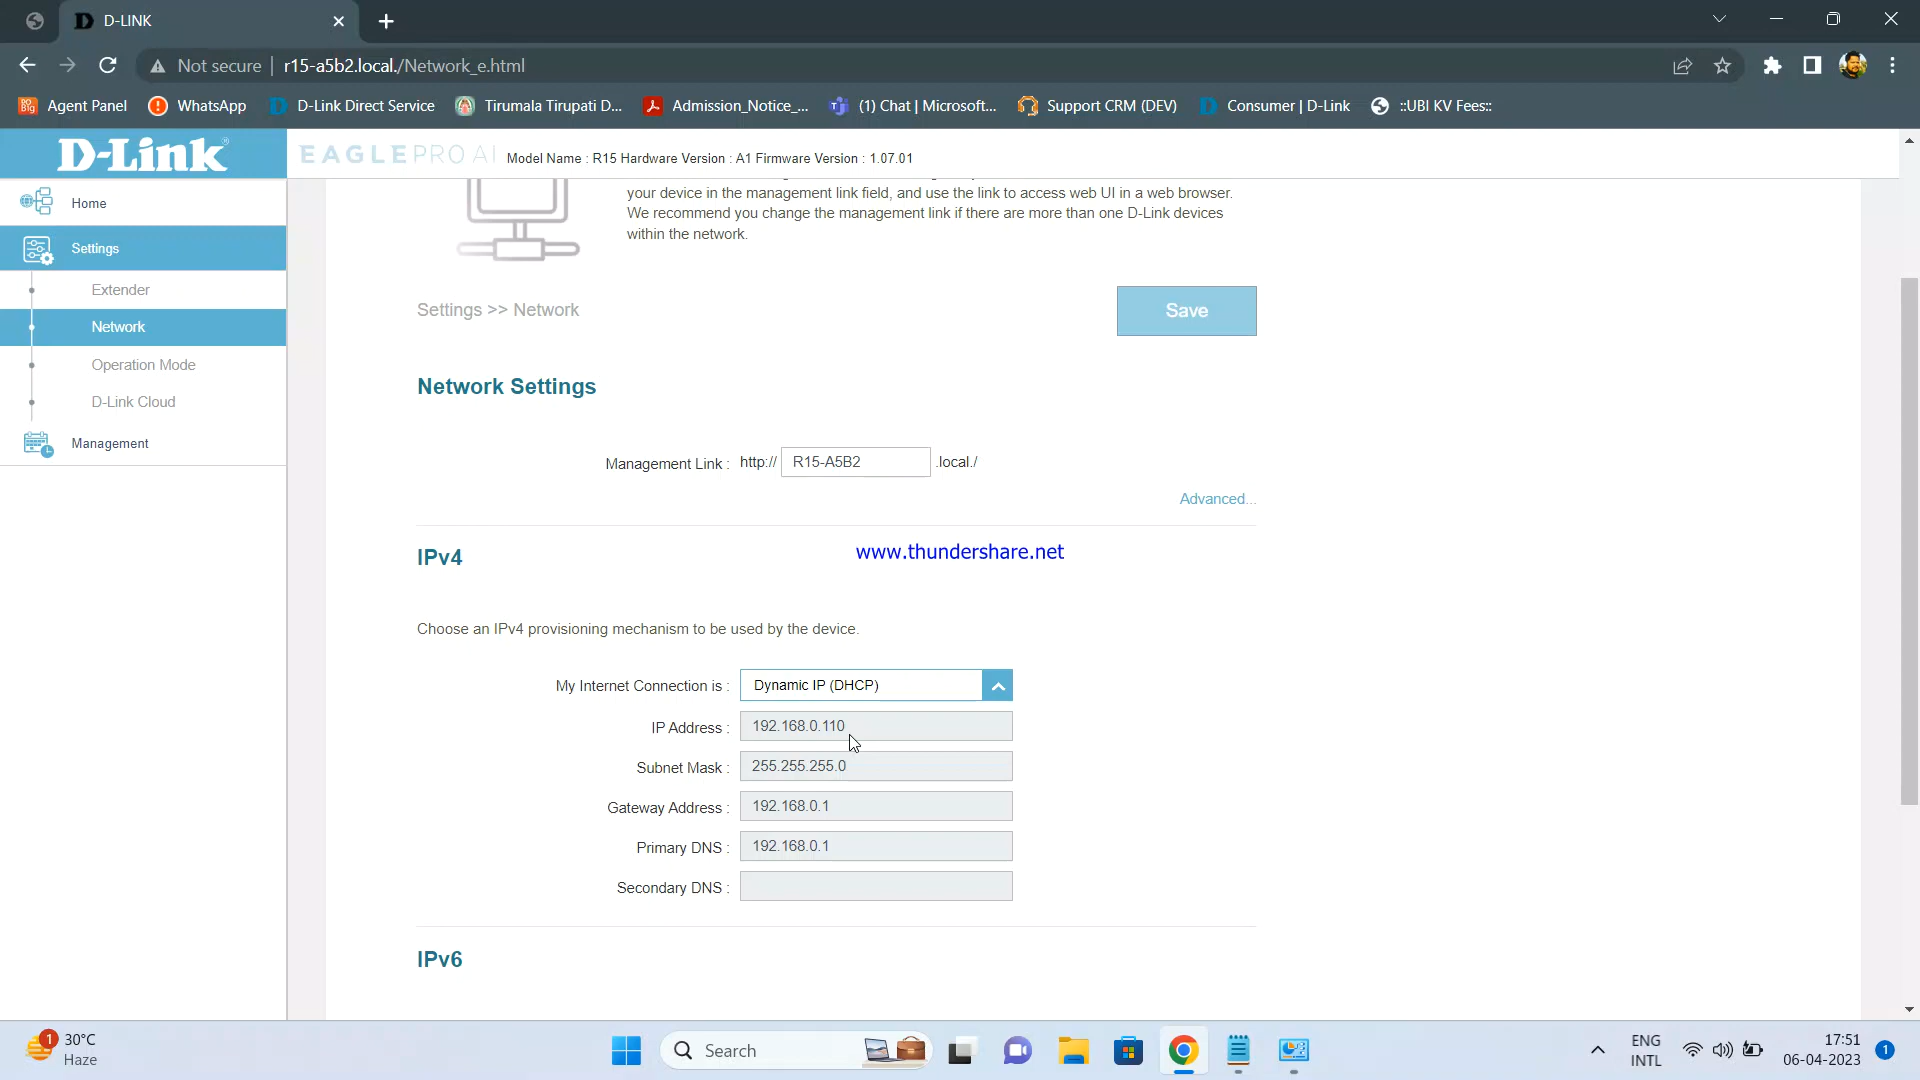 D-LINK
Not secure
r15-a5b2.local./Network_e.html
Agent Panel
WhatsApp
D-Link Direct Service
Tirumala Tirupati D...
Admission_Notice_...
(1) Chat | Microsoft...
Support CRM (DEV)
Consumer | D-Link
::UBI KV Fees::
D-Link
EAGLE PRO AI
Model Name : R15 Hardware Version : A1 Firmware Version : 1.07.01
Home
Settings
Extender
Network
Operation Mode
D-Link Cloud
Management
your device in the management link field, and use the link to access web UI in a web browser.
We recommend you change the management link if there are more than one D-Link devices
within the network.
Settings >> Network
Save
Network Settings
Management Link : http:// R15-A5B2 .local./
Advanced...
IPv4
www.thundershare.net
Choose an IPv4 provisioning mechanism to be used by the device.
My Internet Connection is : Dynamic IP (DHCP)
IP Address : 192.168.0.110
Subnet Mask : 255.255.255.0
Gateway Address : 192.168.0.1
Primary DNS : 192.168.0.1
Secondary DNS :
IPv6
1
30°C
Haze
Search
ENG
INTL
17:51
06-04-2023
1